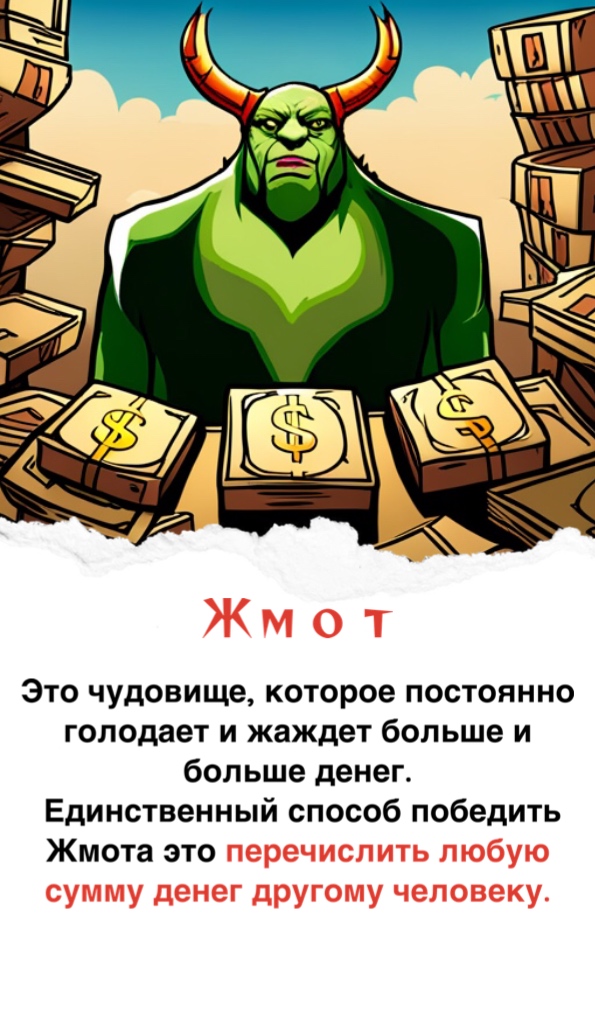 Жмот
Это чудовище, которое постоянно
голодает и жаждет больше и
больше денег.
Единственный способ победить
Жмота это перечислить любую
сумму денег другому человеку.